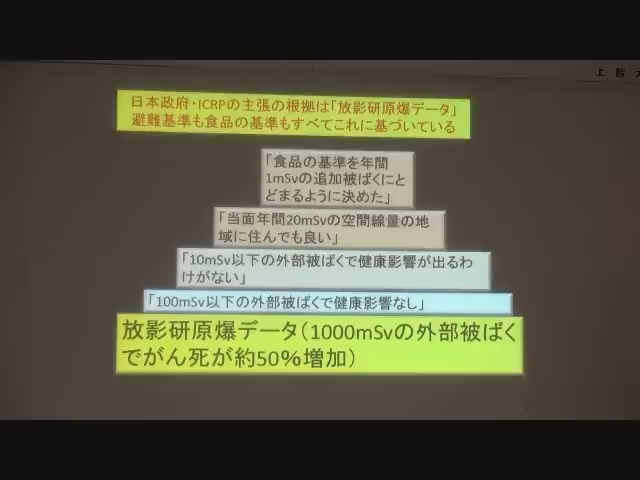 上智大
日本政府・ICRPの主張の根拠は「放影研原爆データ」
避難基準も食品の基準もすべてこれに基づいている
「食品の基準を年間
1mSvの追加被ばくにと
どまるように決めた」
「当面年間20mSvの空間線量の地
域に住んでも良い」
「10mSv以下の外部被ばくで健康影響が出るわ
けがない」
「100mSv以下の外部被ばくで健康影響なし」
放影研原爆データ(1000mSvの外部被ばく
でがん死が約50%増加)